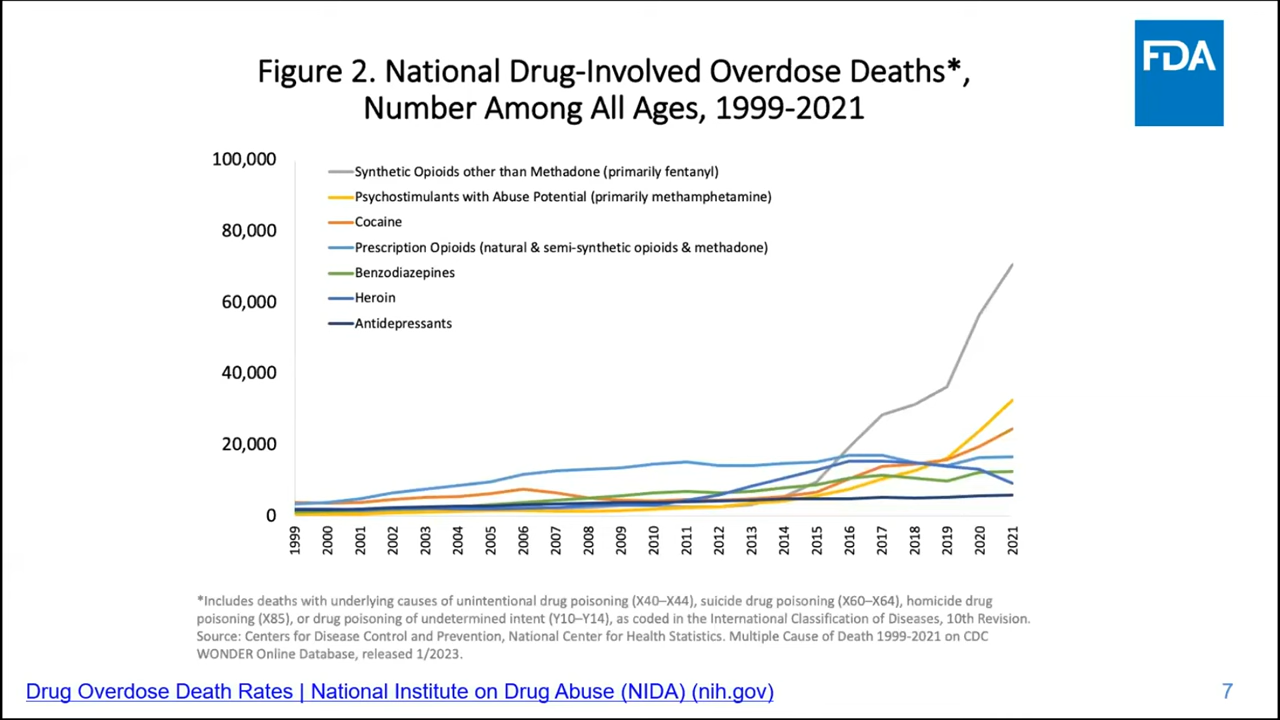 FDA
Figure 2. National Drug-Involved Overdose Deaths*,
Number Among All Ages, 1999-2021
100,000
80,000
60,000
40,000
20,000
0
Synthetic Opioids other than Methadone (primarily fentanyl)
Psychostimulants with Abuse Potential (primarily methamphetamine)
Cocaine
Prescription Opioids (natural & semi-synthetic opioids & methadone)
Benzodiazepines
Heroin
Antidepressants
1999
2000
2001
2002
2003
2004
2005
2006
2007
2008
2009
2010
2011
2012
2013
2014
2015
2016
2017
2018
2019
2020
2021
*Includes deaths with underlying causes of unintentional drug poisoning (X40–X44), suicide drug poisoning (X60–X64), homicide drug
poisoning (X85), or drug poisoning of undetermined intent (Y10–Y14), as coded in the International Classification of Diseases, 10th Revision.
Source: Centers for Disease Control and Prevention, National Center for Health Statistics. Multiple Cause of Death 1999-2021 on CDC
WONDER Online Database, released 1/2023.
Drug Overdose Death Rates | National Institute on Drug Abuse (NIDA) (nih.gov)
7